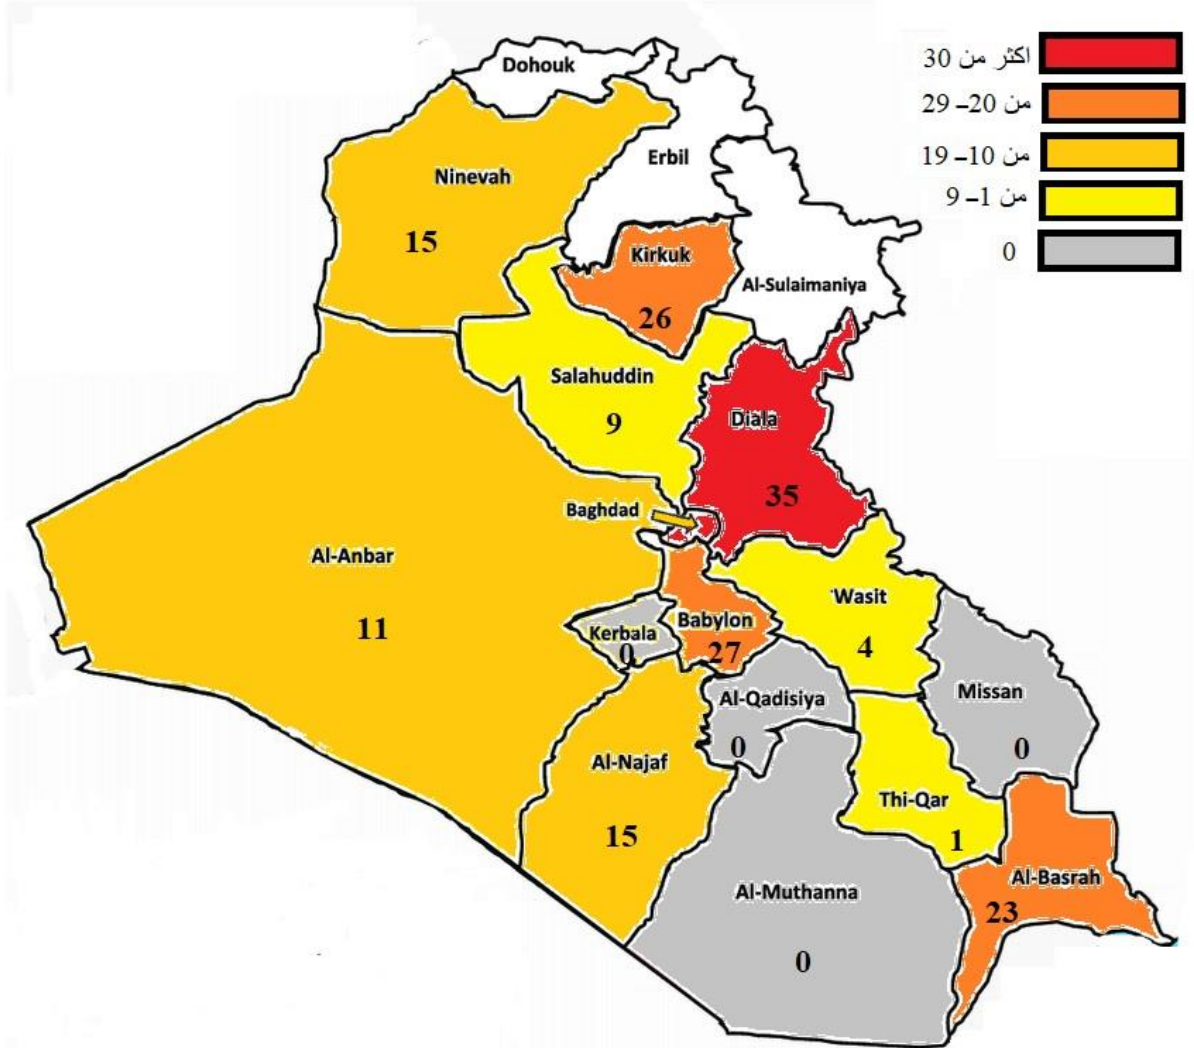 اكثر من 30
من 20– 29
من 10– 19
من 1– 9
0
Dohouk
Erbil
Ninevah
15
Kirkuk
26
Al-Sulaimaniya
Salahuddin
9
Diala
35
Baghdad
Al-Anbar
11
Wasit
4
Kerbala
0
Babylon
27
Al-Qadisiya
0
Missan
0
Al-Najaf
15
Thi-Qar
1
Al-Muthanna
0
Al-Basrah
23